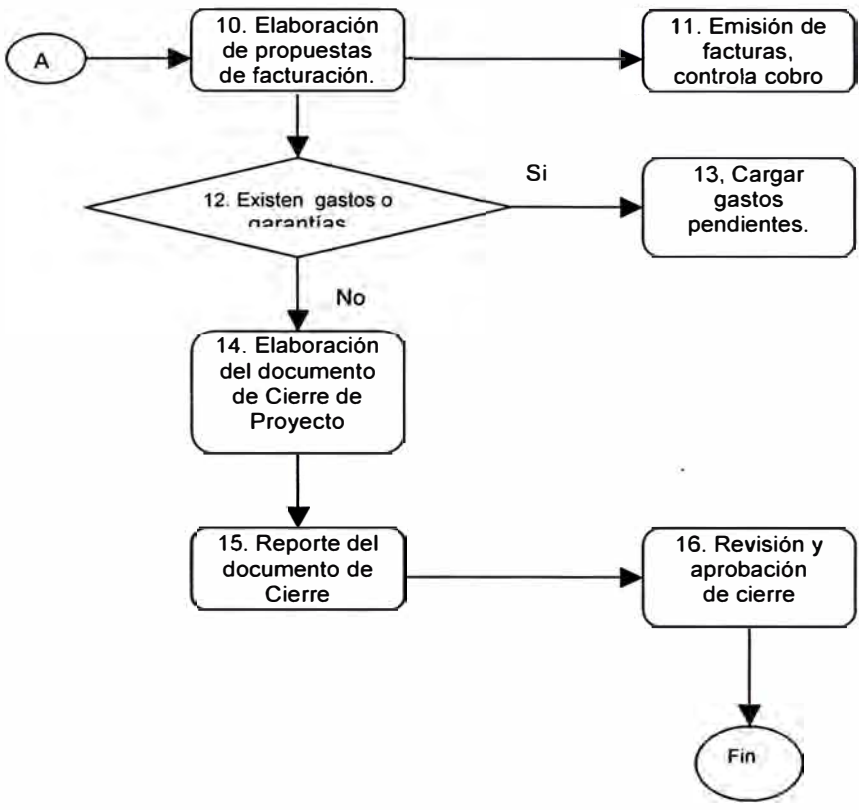 A
10. Elaboración
de propuestas
de facturación.
11. Emisión de
facturas,
controla cobro
12. Existen gastos o
garantías
Si
13, Cargar
gastos
pendientes.
No
14. Elaboración
del documento
de Cierre de
Proyecto
15. Reporte del
documento de
Cierre
16. Revisión y
aprobación
de cierre
Fin